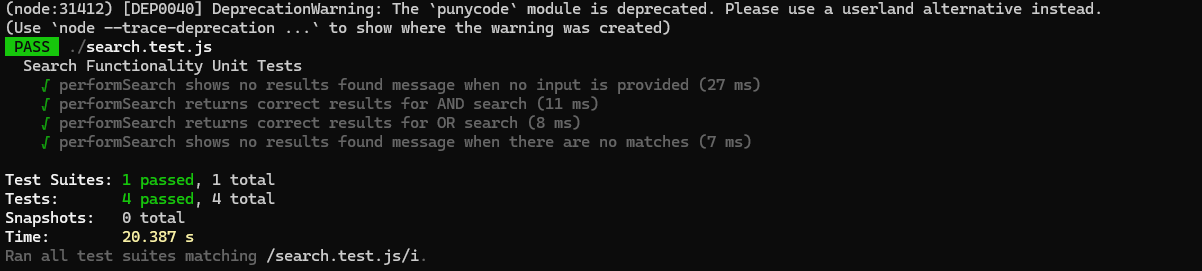 (node:31412) [DEP0040] DeprecationWarning: The `punycode` module is deprecated. Please use a userland alternative instead.
(Use `node --trace-deprecation ...` to show where the warning was created)
PASS ./search.test.js
Search Functionality Unit Tests
√ performSearch shows no results found message when no input is provided (27 ms)
√ performSearch returns correct results for AND search (11 ms)
√ performSearch returns correct results for OR search (8 ms)
√ performSearch shows no results found message when there are no matches (7 ms)
Test Suites: 1 passed, 1 total
Tests: 4 passed, 4 total
Snapshots: 0 total
Time: 20.387 s
Ran all test suites matching /search.test.js/i.